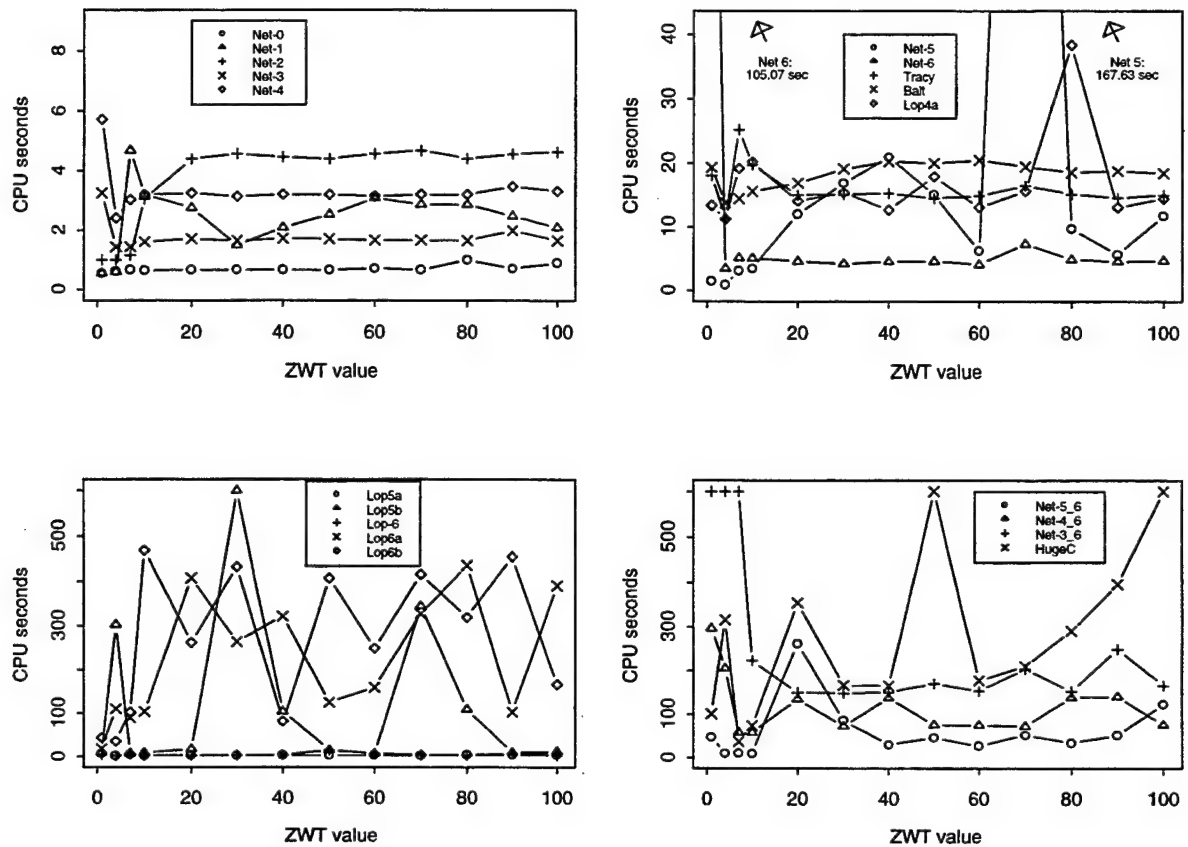 8
6
4
2
0
CPU seconds
Net-0
Net-1
Net-2
Net-3
Net-4
0 20 40 60 80 100
ZWT value
40
30
20
10
0
CPU seconds
Net 6:
105.07 sec
Net-5
Net-6
Tracy
Balt
Lop4a
Net 5:
167.63 sec
0 20 40 60 80 100
ZWT value
500
300
100
0
CPU seconds
Lop5a
Lop5b
Lop-6
Lop6a
Lop6b
0 20 40 60 80 100
ZWT value
500
300
100
0
CPU seconds
Net-5_6
Net-4_6
Net-3_6
HugeC
0 20 40 60 80 100
ZWT value